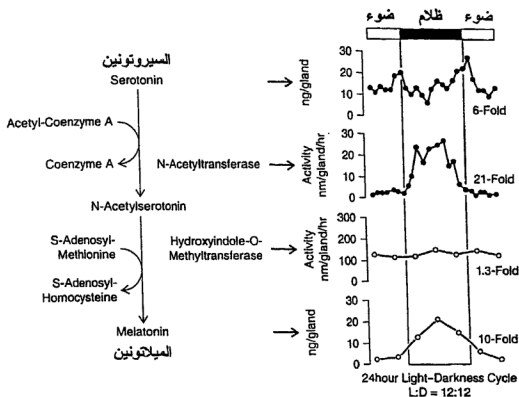 ضوء ظلام ضوء
السيروتونين
Serotonin
Acetyl-Coenzyme A
Coenzyme A
N-Acetyltransferase
N-Acetylserotonin
S-Adenosyl-
Methionine
Hydroxyindole-O-
Methyltransferase
S-Adenosyl-
Homocysteine
Melatonin
الميلاتونين
ng/gland
30
20
10
0
6-Fold
Activity
nm/gland/hr
30
20
10
0
21-Fold
Activity
nm/gland/hr
300
200
100
0
1.3-Fold
ng/gland
30
20
10
0
10-Fold
24hour Light-Darkness Cycle
L:D = 12:12